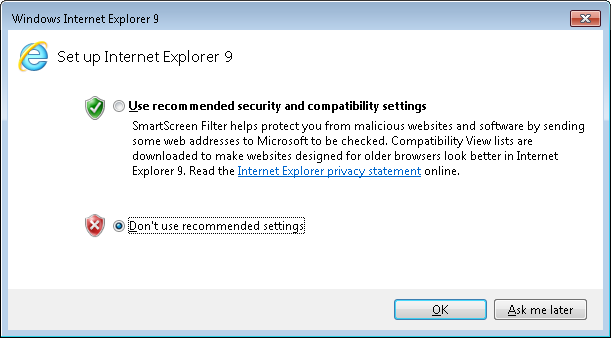 Windows Internet Explorer 9
Set up Internet Explorer 9
Use recommended security and compatibility settings
SmartScreen Filter helps protect you from malicious websites and software by sending
some web addresses to Microsoft to be checked. Compatibility View lists are
downloaded to make websites designed for older browsers look better in Internet
Explorer 9. Read the Internet Explorer privacy statement online.
Don't use recommended settings
OK
Ask me later